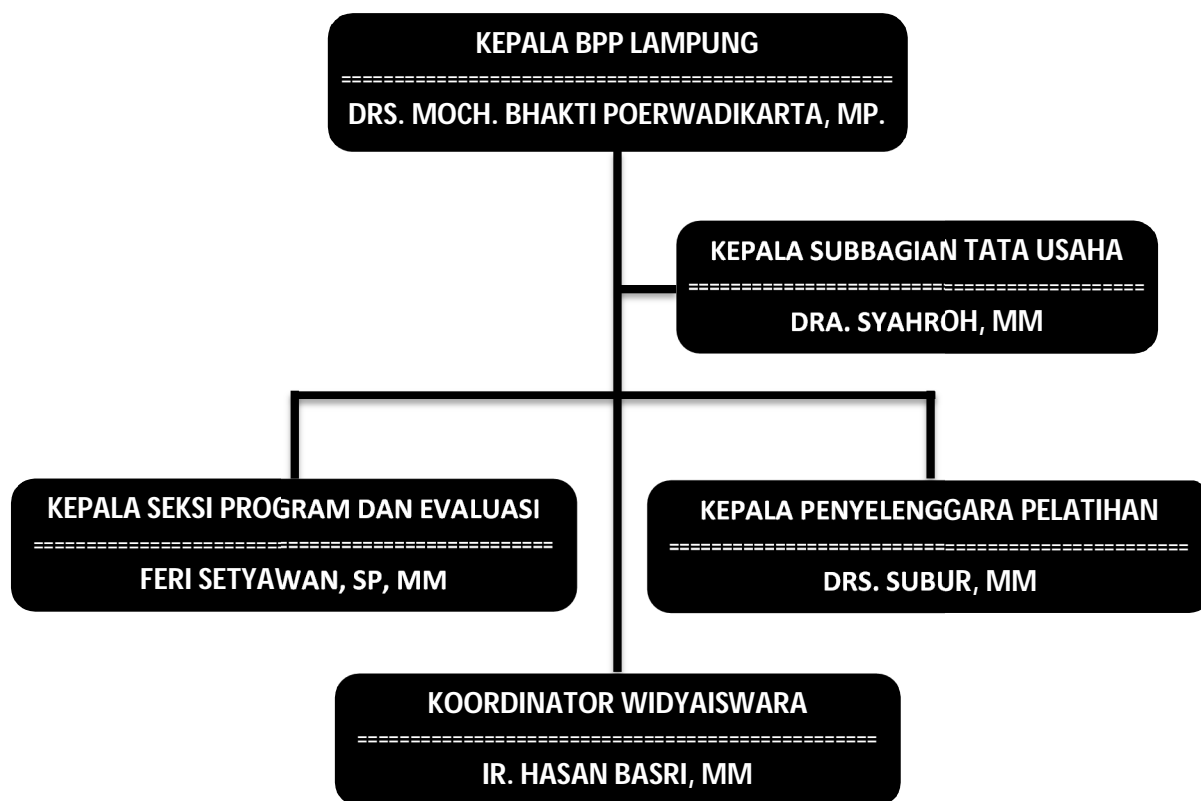 KEPALA BPP LAMPUNG
====================================================
DRS. MOCH. BHAKTI POERWADIKARTA, MP.
KEPALA SUBBAGIAN TATA USAHA
===========================================
DRA. SYAHROH, MM
KEPALA SEKSI PROGRAM DAN EVALUASI
=================================================
FERI SETYAWAN, SP, MM
KEPALA PENYELENGGARA PELATIHAN
=================================================
DRS. SUBUR, MM
KOORDINATOR WIDYAISWARA
=================================================
IR. HASAN BASRI, MM